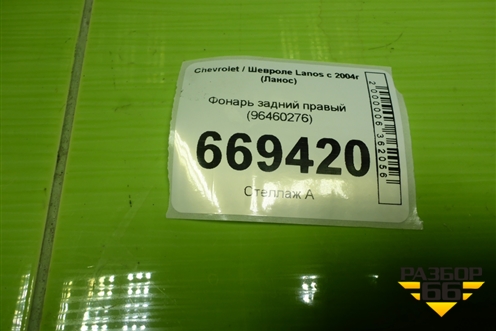 Chevrolet / Шевроле Lanos с 2004г
(Ланос)
Фонарь задний правый
(96460276)
669420
Стеллаж А
2000006362056
РАЗБОР
66